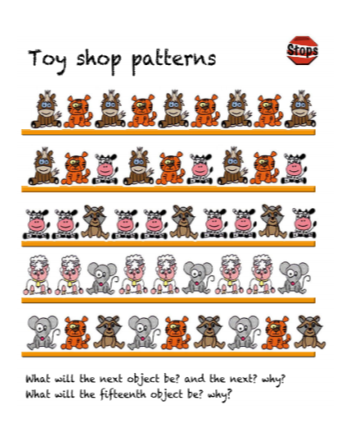 Stops
Toy shop patterns
What will the next object be? and the next? why?
What will the fifteenth object be? why?